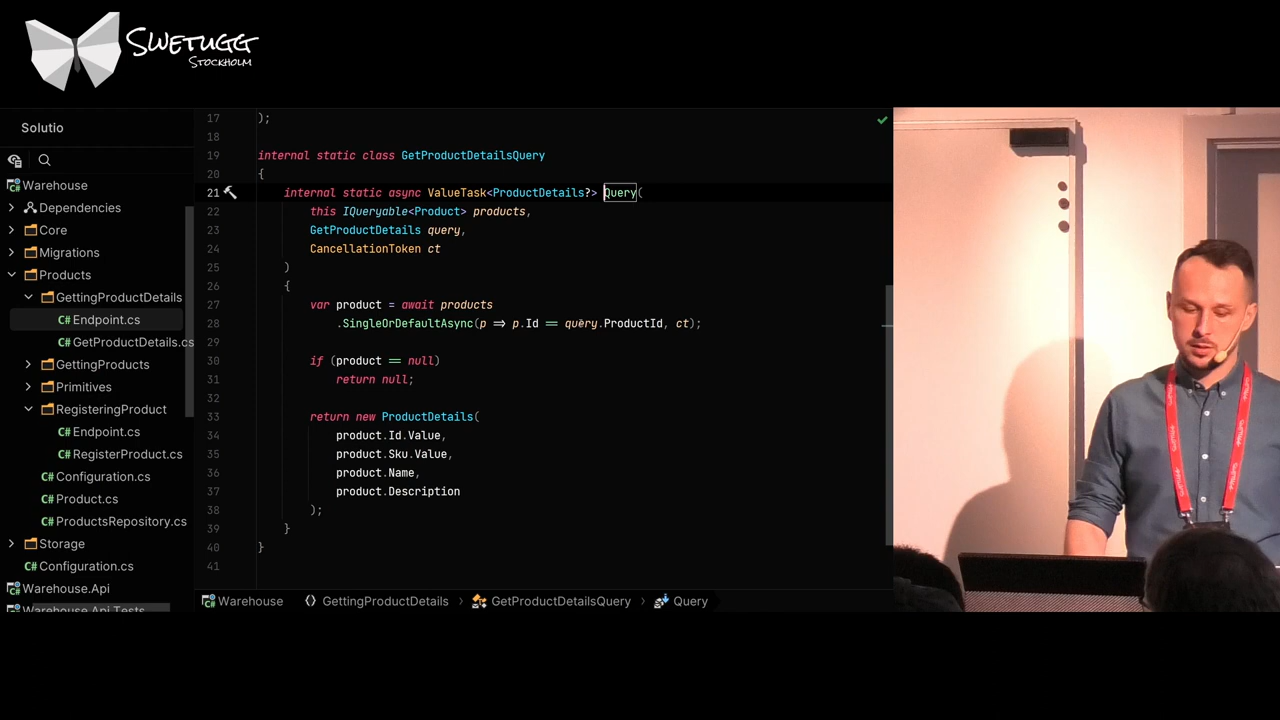 SWETUGG
STOCKHOLM
Solutio
Warehouse
Dependencies
Core
Migrations
Products
GettingProductDetails
C# Endpoint.cs
C# GetProductDetails.cs
GettingProducts
Primitives
RegisteringProduct
C# Endpoint.cs
C# RegisterProduct.cs
C# Configuration.cs
C# Product.cs
C# ProductsRepository.cs
Storage
C# Configuration.cs
Warehouse.Api
Warehouse.Api.Tests
17 );
18
19 internal static class GetProductDetailsQuery
20 {
21 internal static async ValueTask<ProductDetails?> Query(
22 this IQueryable<Product> products,
23 GetProductDetails query,
24 CancellationToken ct
25 )
26 {
27 var product = await products
28 .SingleOrDefaultAsync(p => p.Id == query.ProductId, ct);
29
30 if (product == null)
31 return null;
32
33 return new ProductDetails(
34 product.Id.Value,
35 product.Sku.Value,
36 product.Name,
37 product.Description
38 );
39 }
40 }
41
Warehouse GettingProductDetails > GetProductDetailsQuery > Query